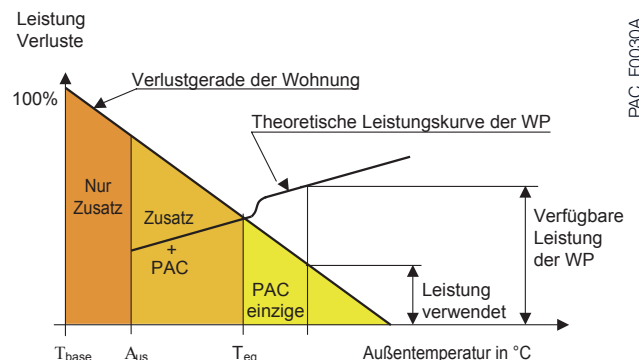 Leistung
Verluste
100%
Verlustgerade der Wohnung
Theoretische Leistungskurve der WP
PAC_F0030A
Nur
Zusatz
Zusatz
+
PAC
PAC
einzige
Leistung
verwendet
Verfügbare
Leistung
der WP
Tbase
Aus
Teq
Außentemperatur in °C